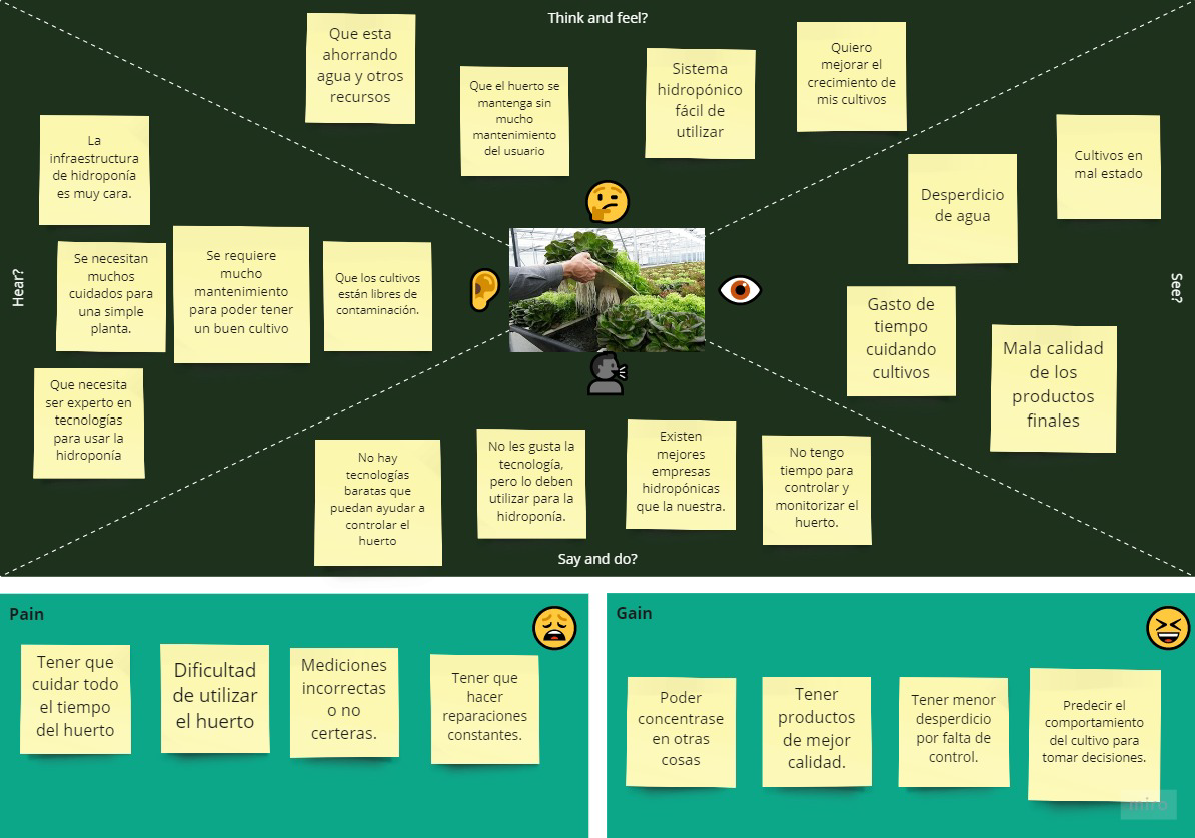 Think and feel?
Que esta
ahorrando
agua y otros
recursos
Que el huerto se
mantenga sin
mucho
mantenimiento
del usuario
Sistema
hidropónico
fácil de
utilizar
Quiero
mejorar el
crecimiento de
mis cultivos
Hear?
La
infraestructura
de hidroponía
es muy cara.
Se necesitan
muchos
cuidados para
una simple
planta.
Se requiere
mucho
mantenimiento
para poder tener
un buen cultivo
Que los cultivos
están libres de
contaminación.
Que necesita
ser experto en
tecnologías
para usar la
hidroponía
See?
Cultivos en
mal estado
Desperdicio
de agua
Gasto de
tiempo
cuidando
cultivos
Mala calidad
de los
productos
finales
No hay
tecnologías
baratas que
puedan ayudar a
controlar el
huerto
No les gusta la
tecnología,
pero lo deben
utilizar para la
hidroponía.
Existen
mejores
empresas
hidropónicas
que la nuestra.
No tengo
tiempo para
controlar y
monitorizar el
huerto.
Say and do?
Pain
Tener que
cuidar todo
el tiempo
del huerto
Dificultad
de utilizar
el huerto
Mediciones
incorrectas
o no
certeras.
Tener que
hacer
reparaciones
constantes.
Gain
Poder
concentrase
en otras
cosas
Tener
productos
de mejor
calidad.
Tener menor
desperdicio
por falta de
control.
Predecir el
comportamiento
del cultivo para
tomar decisiones.
miro